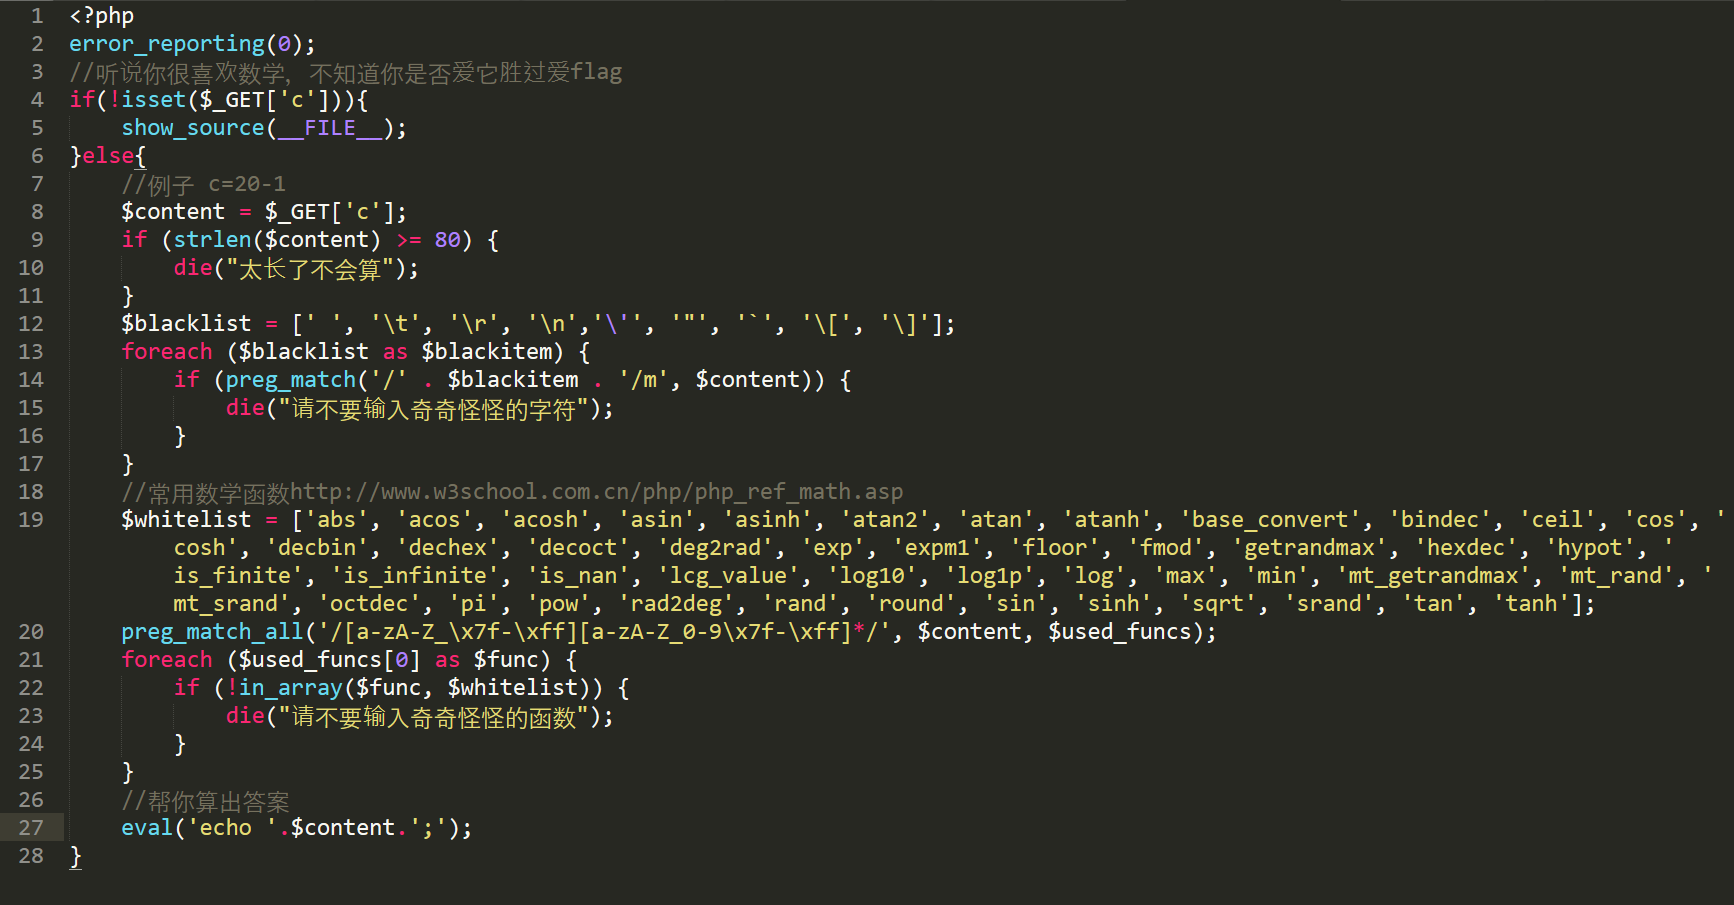 1 <?php
2 error_reporting(0);
3 //听说你很喜欢数学，不知道你是否爱它胜过爱flag
4 if(!isset($_GET['c'])){
5     show_source(__FILE__);
6 }else{
7     //例子 c=20-1
8     $content = $_GET['c'];
9     if (strlen($content) >= 80) {
10         die("太长了不会算");
11     }
12     $blacklist = [' ', '\t', '\r', '\n','\'', '"', '`', '\[', '\]'];
13     foreach ($blacklist as $blackitem) {
14         if (preg_match('/' . $blackitem . '/m', $content)) {
15             die("请不要输入奇奇怪怪的字符");
16         }
17     }
18     //常用数学函数http://www.w3school.com.cn/php/php_ref_math.asp
19     $whitelist = ['abs', 'acos', 'acosh', 'asin', 'asinh', 'atan2', 'atan', 'atanh', 'base_convert', 'bindec', 'ceil', 'cos', '
cosh', 'decbin', 'dechex', 'decoct', 'deg2rad', 'exp', 'expm1', 'floor', 'fmod', 'getrandmax', 'hexdec', 'hypot', '
is_finite', 'is_infinite', 'is_nan', 'lcg_value', 'log10', 'log1p', 'log', 'max', 'min', 'mt_getrandmax', 'mt_rand', '
mt_srand', 'octdec', 'pi', 'pow', 'rad2deg', 'rand', 'round', 'sin', 'sinh', 'sqrt', 'srand', 'tan', 'tanh'];
20     preg_match_all('/[a-zA-Z_\x7f-\xff][a-zA-Z_0-9\x7f-\xff]*/', $content, $used_funcs);
21     foreach ($used_funcs[0] as $func) {
22         if (!in_array($func, $whitelist)) {
23             die("请不要输入奇奇怪怪的函数");
24         }
25     }
26     //帮你算出答案
27     eval('echo '.$content.';');
28 }